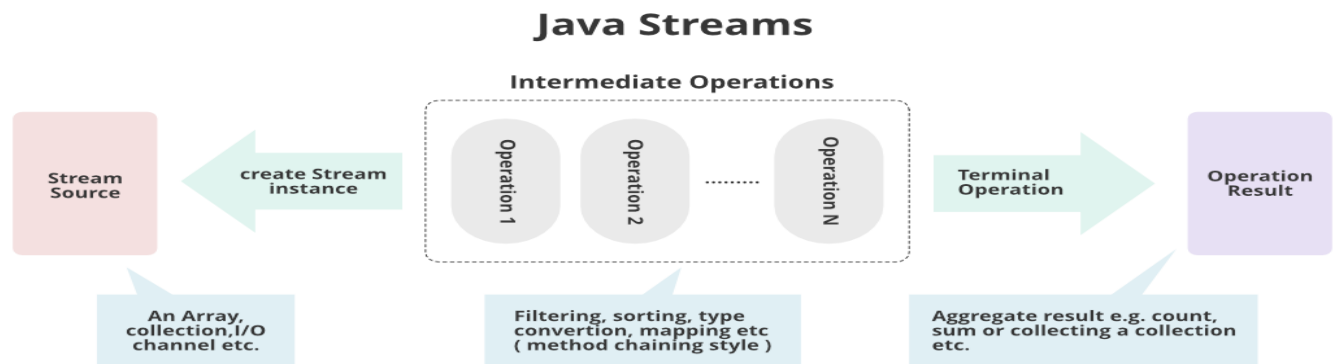 Java Streams
Intermediate Operations
Stream
Source
create Stream
instance
Operation 1
Operation 2
Operation N
Terminal
Operation
Operation
Result
An Array,
collection,I/O
channel etc.
Filtering, sorting, type
convertion, mapping etc
( method chaining style )
Aggregate result e.g. count,
sum or collecting a collection
etc.